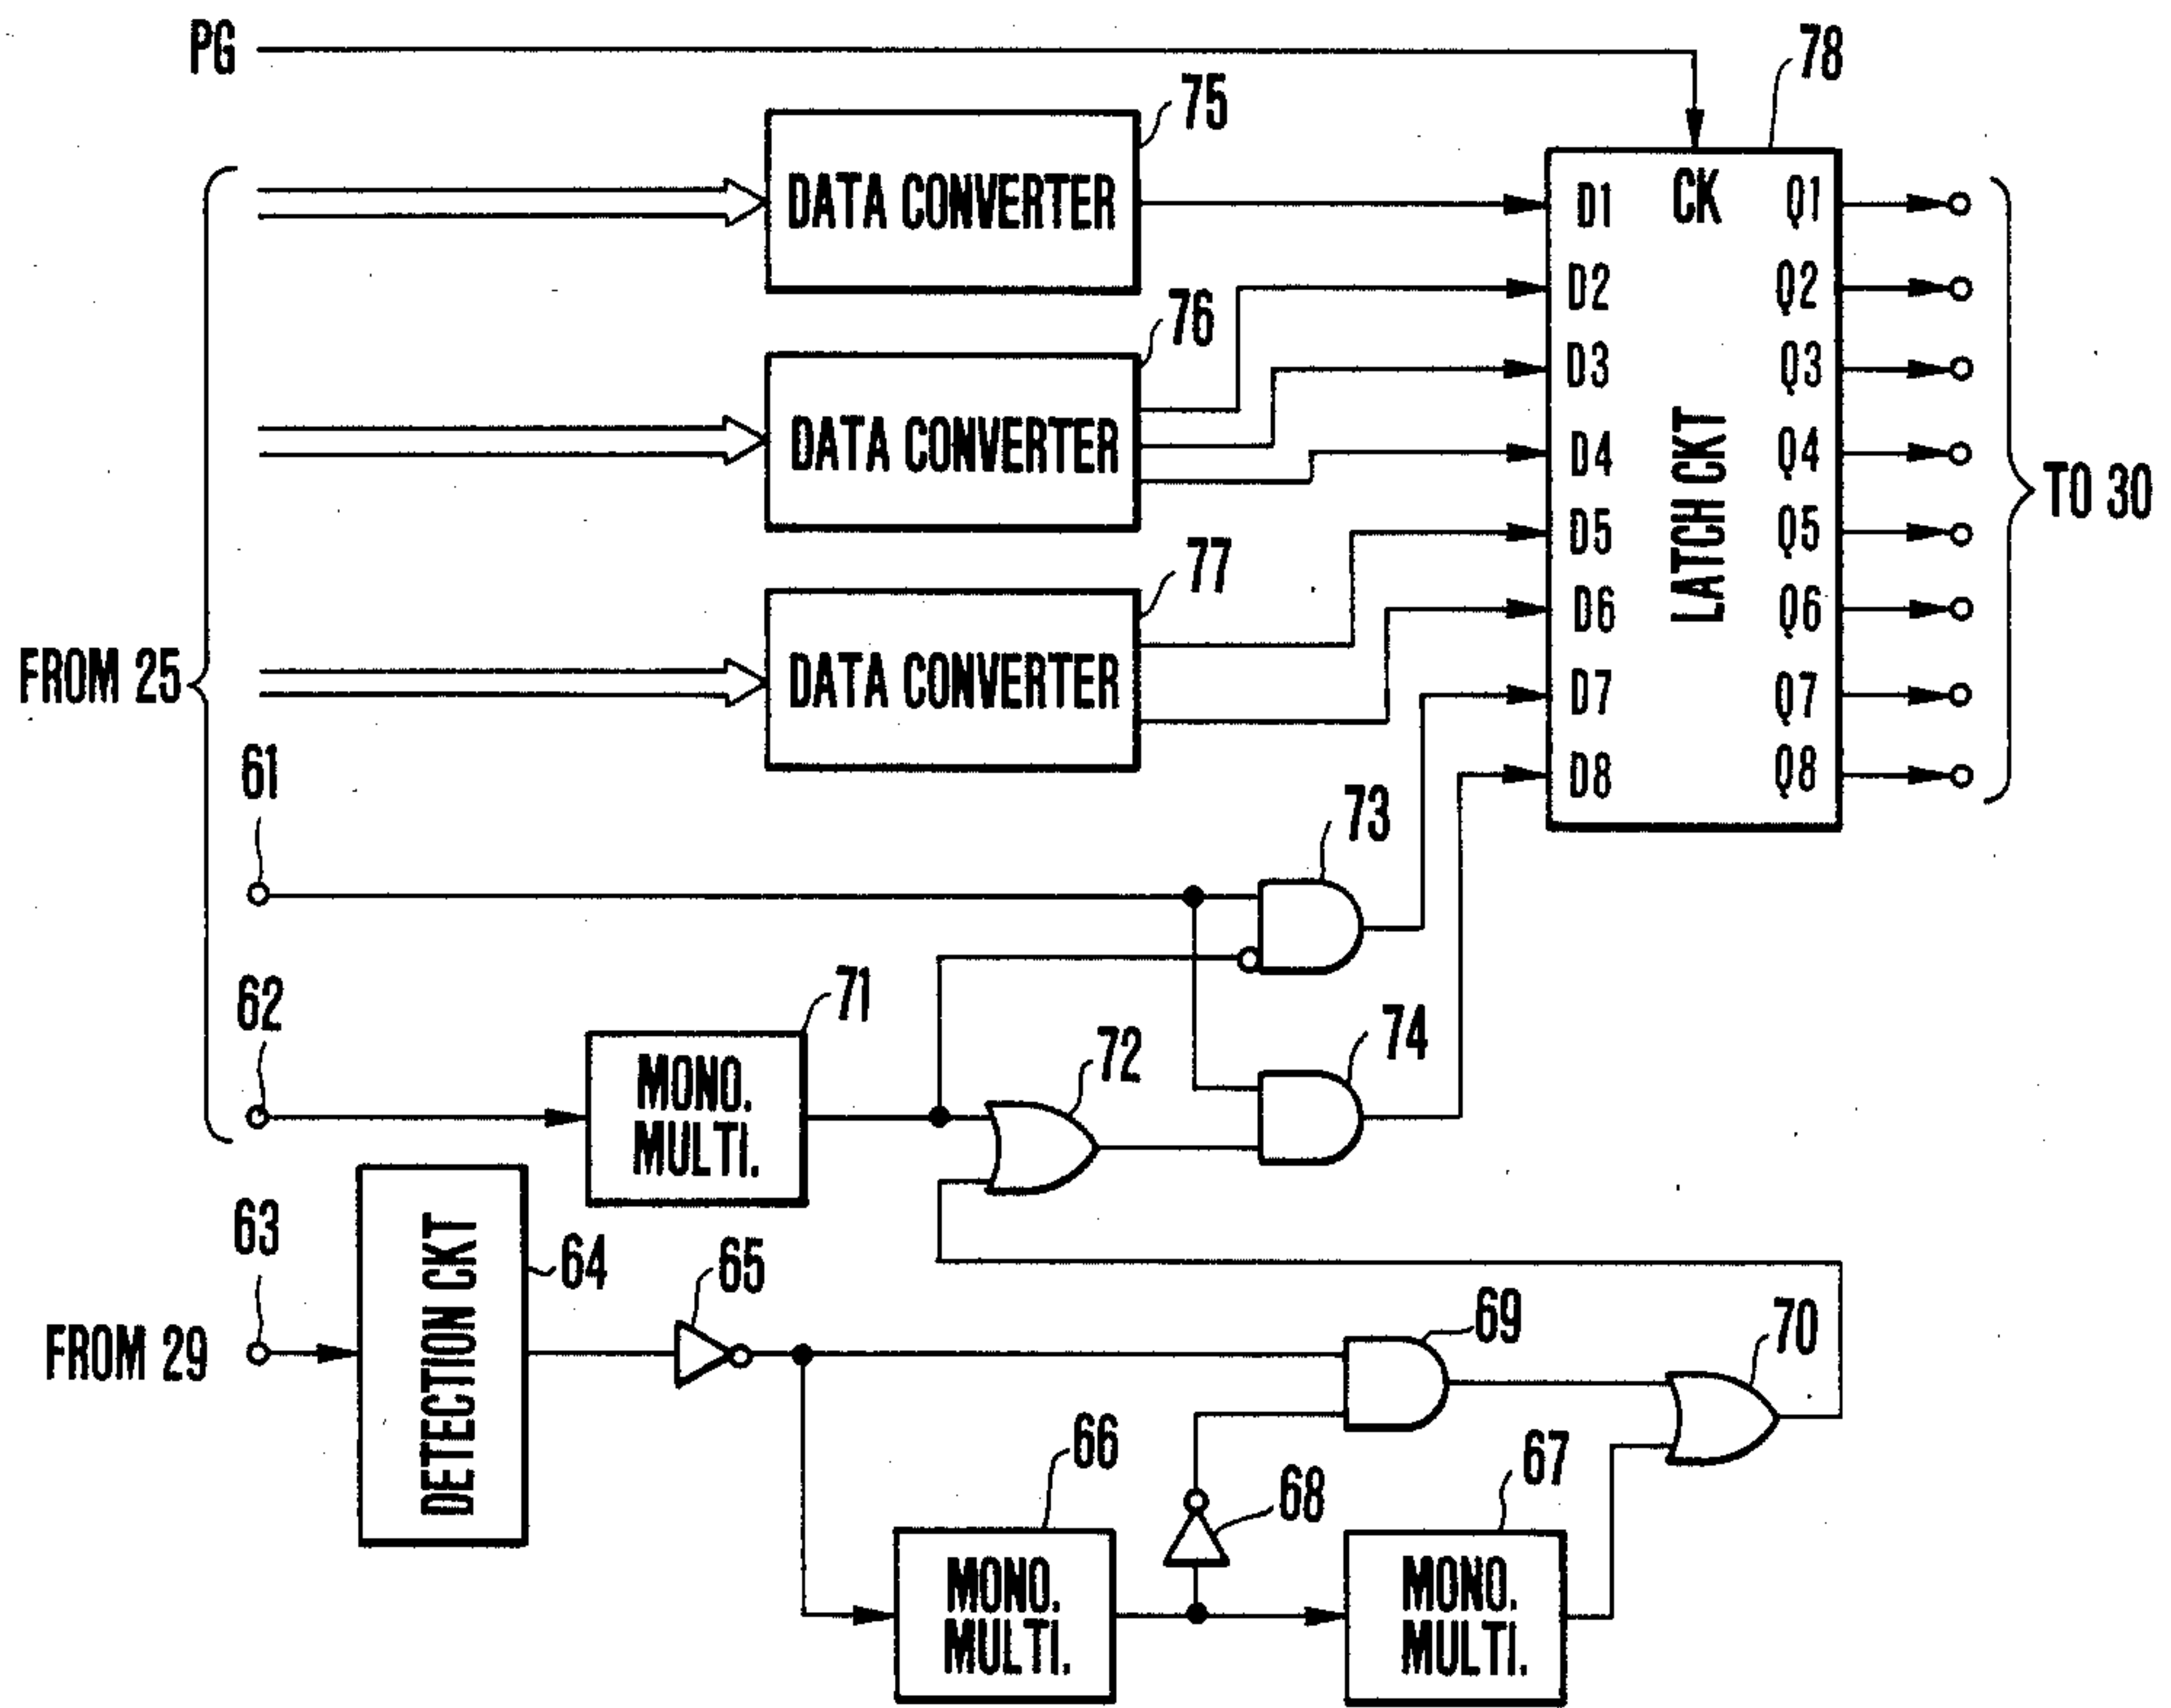 PG
78
75
DATA CONVERTER
D1 CK Q1
D2 Q2
76
D3 Q3
DATA CONVERTER
D4 Q4
LATCH CKT
TO 30
D5 Q5
77
D6 Q6
FROM 25
DATA CONVERTER
D7 Q7
61
D8 Q8
73
62
71
74
72
MONO.
MULTI.
63
64
65
DETECTION CKT
FROM 29
69
70
66
67
68
MONO.
MULTI.
MONO.
MULTI.